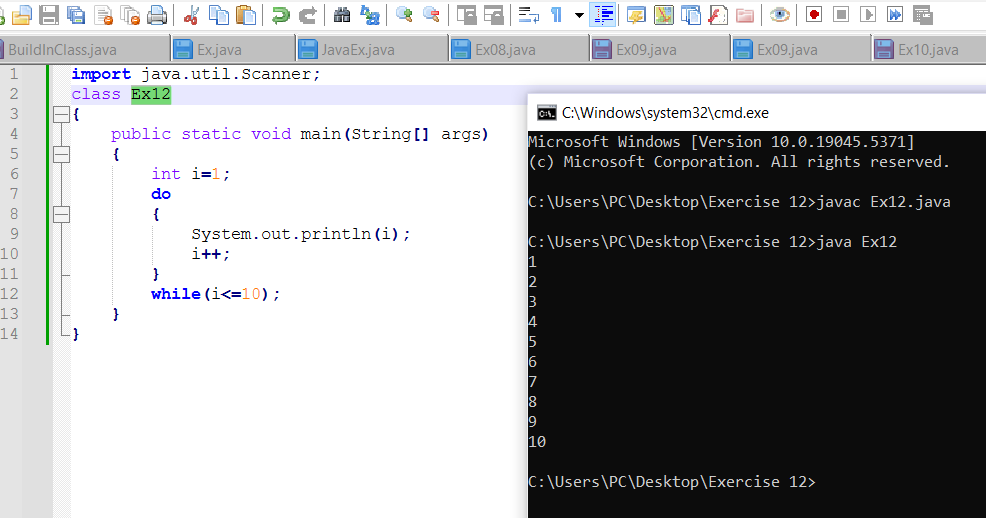 BuildInClass.java Ex.java JavaEx.java Ex08.java Ex09.java Ex09.java Ex10.java
1 import java.util.Scanner;
2 class Ex12
3 {
4 public static void main(String[] args)
5 {
6 int i=1;
7 do
8 {
9 System.out.println(i);
10 i++;
11 }
12 while(i<=10);
13 }
14 }
C:\Windows\system32\cmd.exe
Microsoft Windows [Version 10.0.19045.5371]
(c) Microsoft Corporation. All rights reserved.
C:\Users\PC\Desktop\Exercise 12>javac Ex12.java
C:\Users\PC\Desktop\Exercise 12>java Ex12
1
2
3
4
5
6
7
8
9
10
C:\Users\PC\Desktop\Exercise 12>